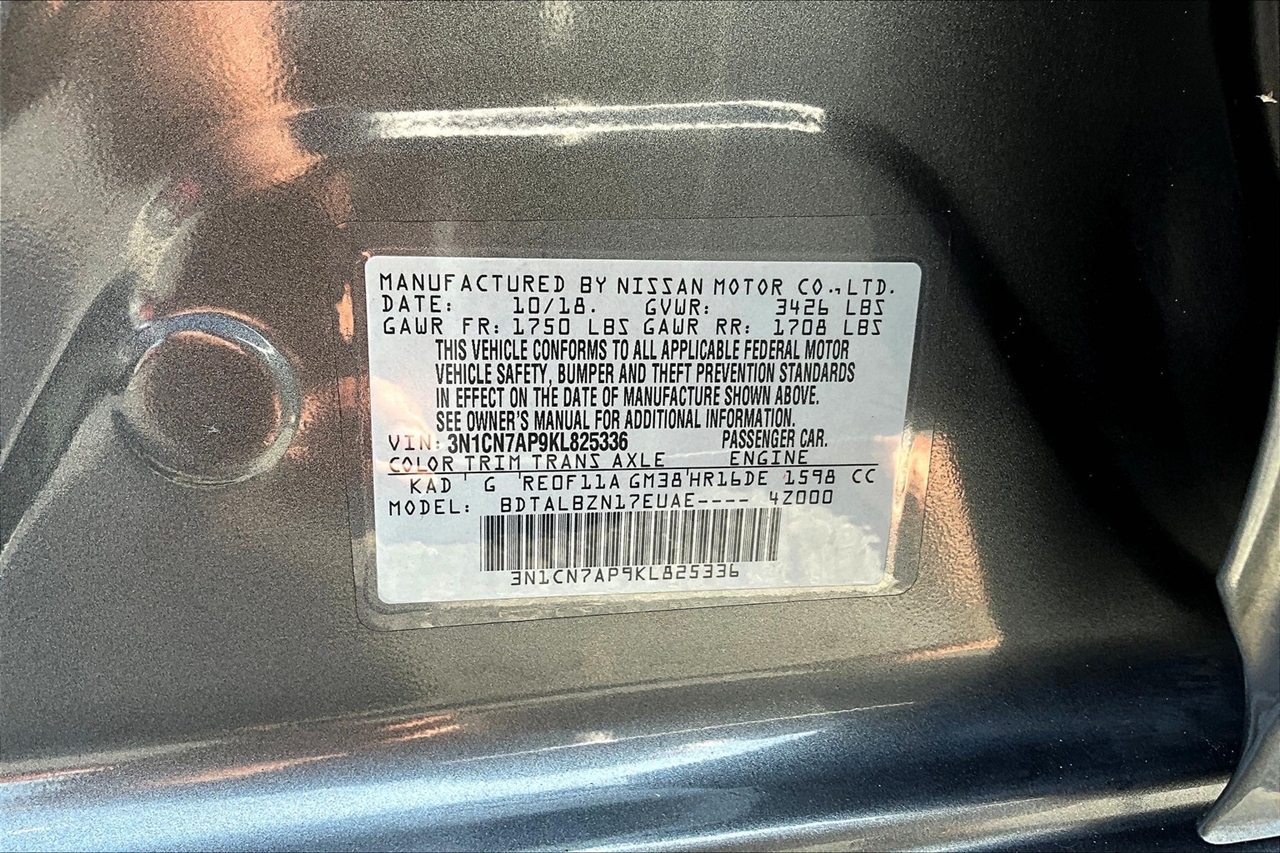 MANUFACTURED BY NISSAN MOTOR CO., LTD.
DATE: 10/18. GVWR: 3426 LBS
GAWR FR: 1750 LBS GAWR RR: 1708 LBS
THIS VEHICLE CONFORMS TO ALL APPLICABLE FEDERAL MOTOR
VEHICLE SAFETY, BUMPER AND THEFT PREVENTION STANDARDS
IN EFFECT ON THE DATE OF MANUFACTURE SHOWN ABOVE.
SEE OWNER'S MANUAL FOR ADDITIONAL INFORMATION.
VIN: 3N1CN7AP9KL825336 PASSENGER CAR.
COLOR TRIM TRANS AXLE ENGINE
KAD ' G 'RE0F11A GM38'HR16DE 1598 CC
MODEL: BDTALBZN17EUAE---- 4Z000
3N1CN7AP9KL825336